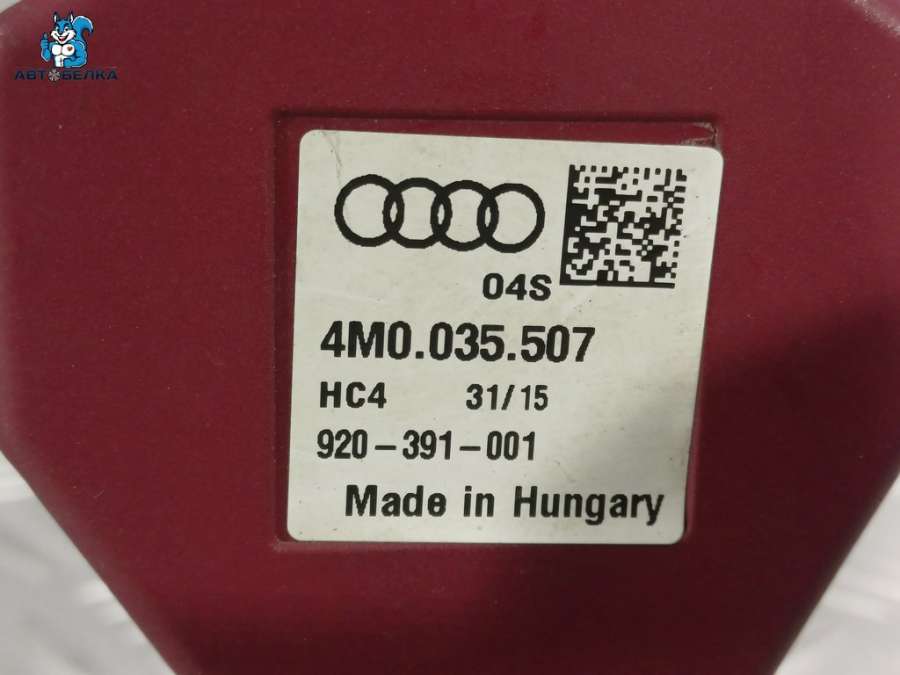 АВТОБЕЛКА
04S
4M0.035.507
HC4 31/15
920-391-001
Made in Hungary